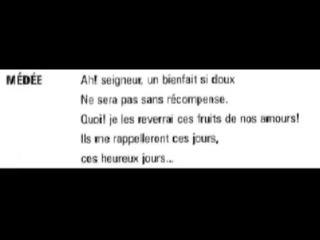 MÉDÉE Ah! seigneur, un bienfait si doux
Ne sera pas sans récompense.
Quoi! je les reverrai ces fruits de nos amours!
Ils me rappelleront ces jours,
ces heureux jours...